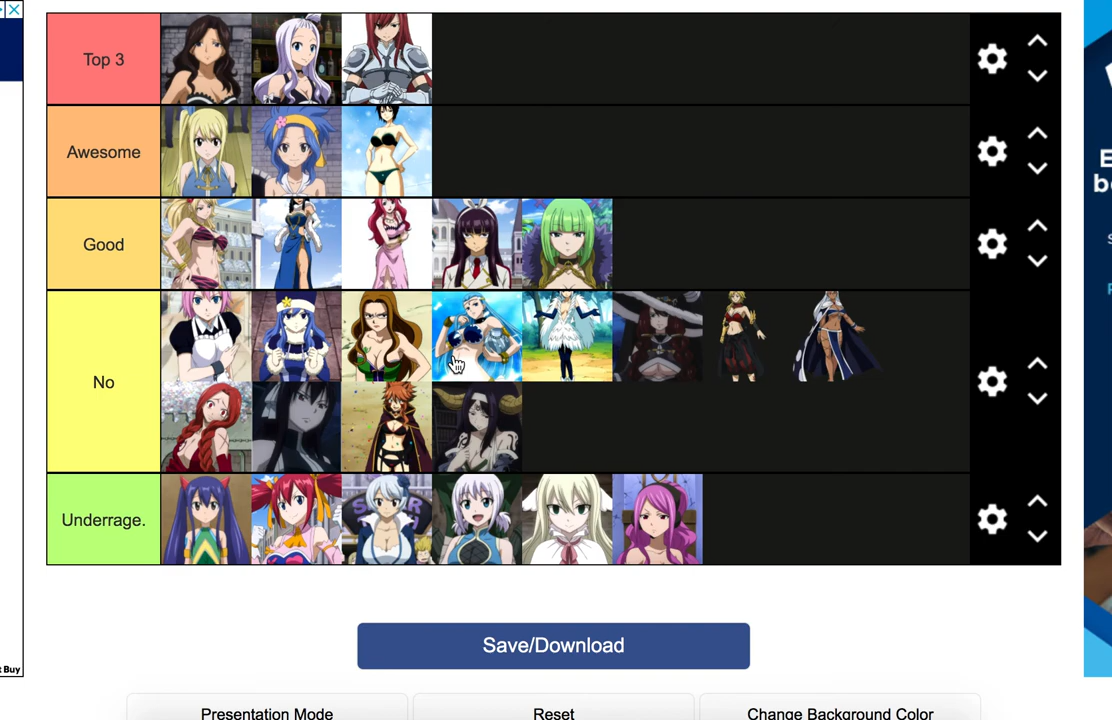 Top 3
Awesome
Good
No
Underrage.
Save/Download
Presentation Mode
Reset
Change Background Color